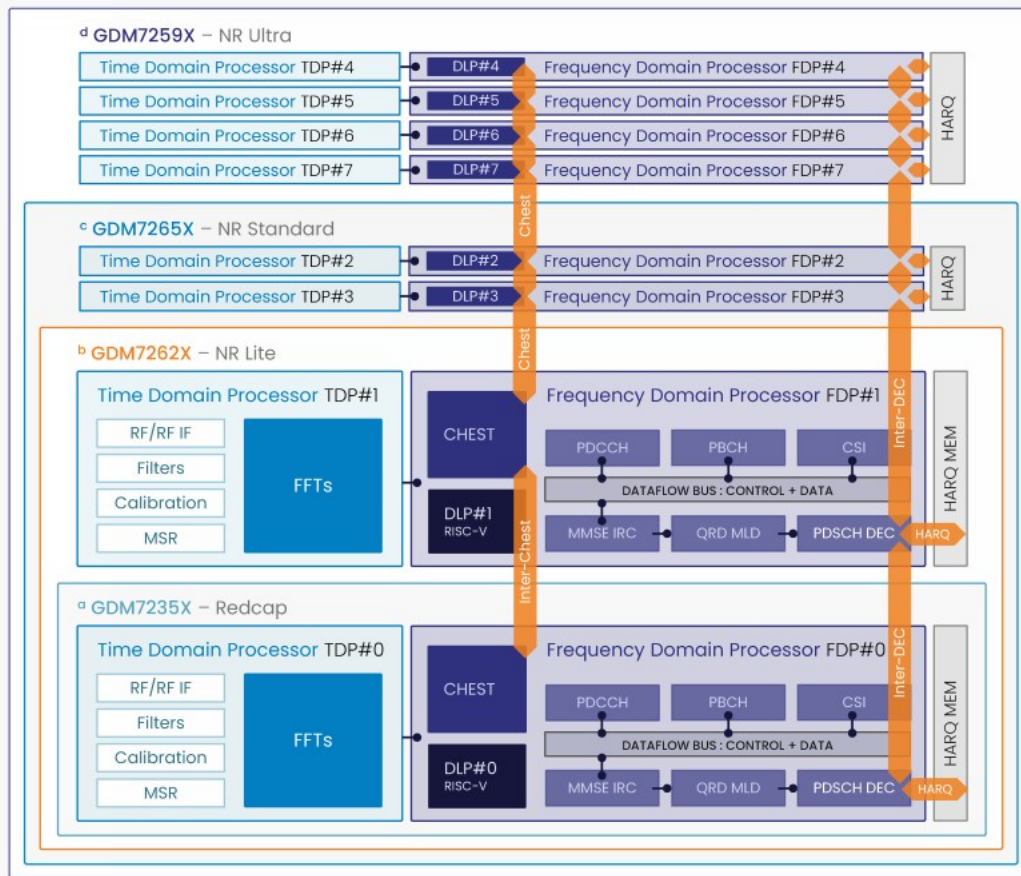 d GDM7259X – NR Ultra
Time Domain Processor TDP#4
DLP#4
Frequency Domain Processor FDP#4
Time Domain Processor TDP#5
DLP#5
Frequency Domain Processor FDP#5
Time Domain Processor TDP#6
DLP#6
Frequency Domain Processor FDP#6
Time Domain Processor TDP#7
DLP#7
Frequency Domain Processor FDP#7
HARQ
Chest
c GDM7265X – NR Standard
Time Domain Processor TDP#2
DLP#2
Frequency Domain Processor FDP#2
Time Domain Processor TDP#3
DLP#3
Frequency Domain Processor FDP#3
HARQ
Chest
b GDM7262X – NR Lite
Time Domain Processor TDP#1
RF/RF IF
Filters
Calibration
MSR
FFTs
CHEST
DLP#1
RISC-V
Frequency Domain Processor FDP#1
PDCCH
PBCH
CSI
DATAFLOW BUS : CONTROL + DATA
MMSE IRC
QRD MLD
PDSCH DEC
HARQ
HARQ MEM
Inter-DEC
Inter-Chest
a GDM7235X – Redcap
Time Domain Processor TDP#0
RF/RF IF
Filters
Calibration
MSR
FFTs
CHEST
DLP#0
RISC-V
Frequency Domain Processor FDP#0
PDCCH
PBCH
CSI
DATAFLOW BUS : CONTROL + DATA
MMSE IRC
QRD MLD
PDSCH DEC
HARQ
HARQ MEM
Inter-DEC